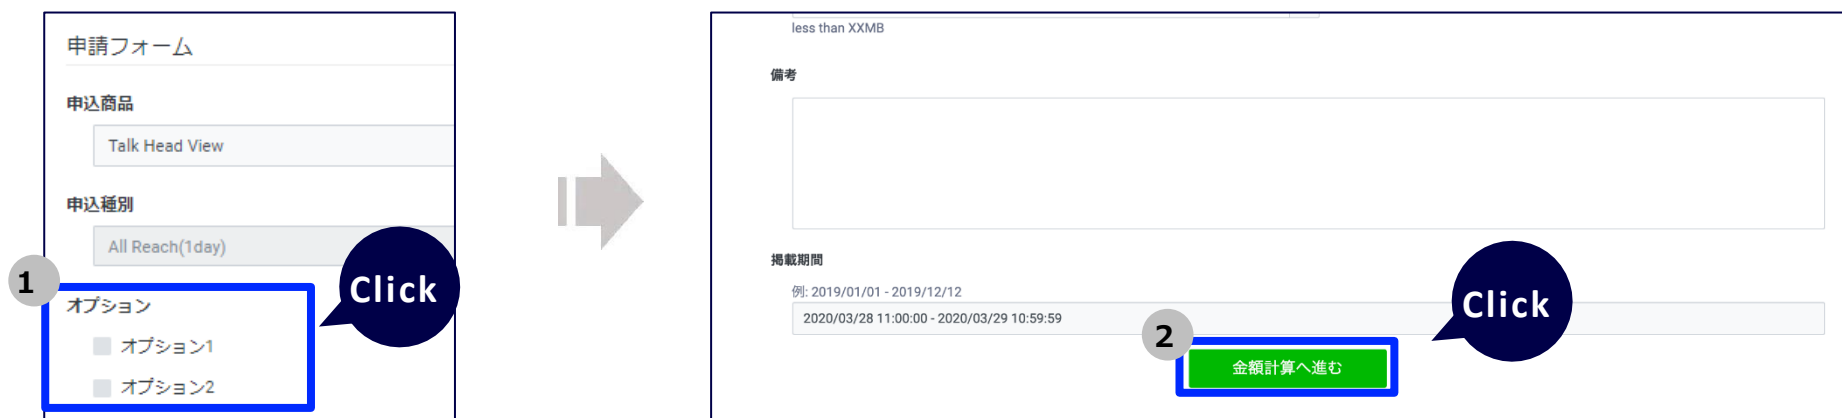 申請フォーム
申込商品
Talk Head View
申込種別
All Reach(1day)
1
オプション
オプション1
オプション2
Click
less than XXMB
備考
掲載期間
例: 2019/01/01 - 2019/12/12
2020/03/28 11:00:00 - 2020/03/29 10:59:59
2
金額計算へ進む
Click